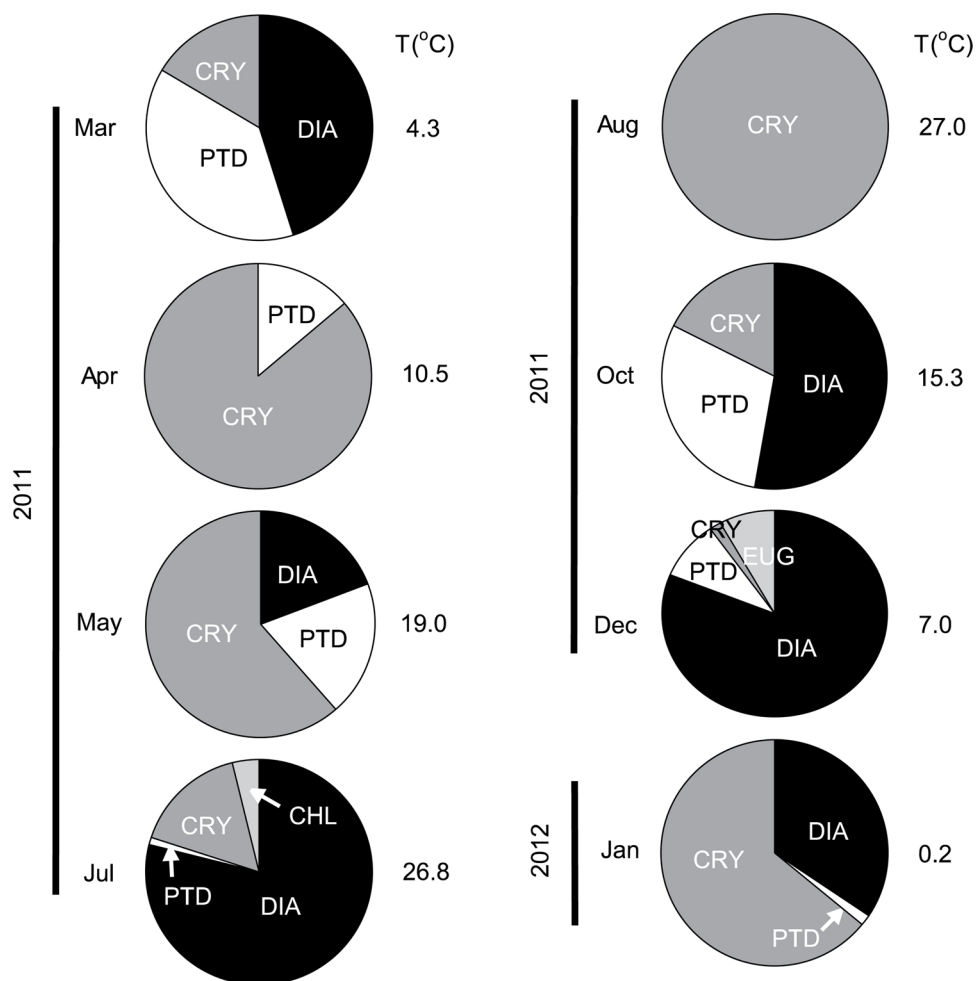 T(°C)
CRY
DIA
PTD
Mar
4.3
PTD
CRY
Apr
10.5
DIA
CRY
PTD
May
19.0
CHL
CRY
PTD
DIA
Jul
26.8
2011
T(°C)
CRY
Aug
27.0
CRY
DIA
PTD
Oct
15.3
CRY
EUG
PTD
DIA
Dec
7.0
2011
DIA
CRY
PTD
Jan
0.2
2012